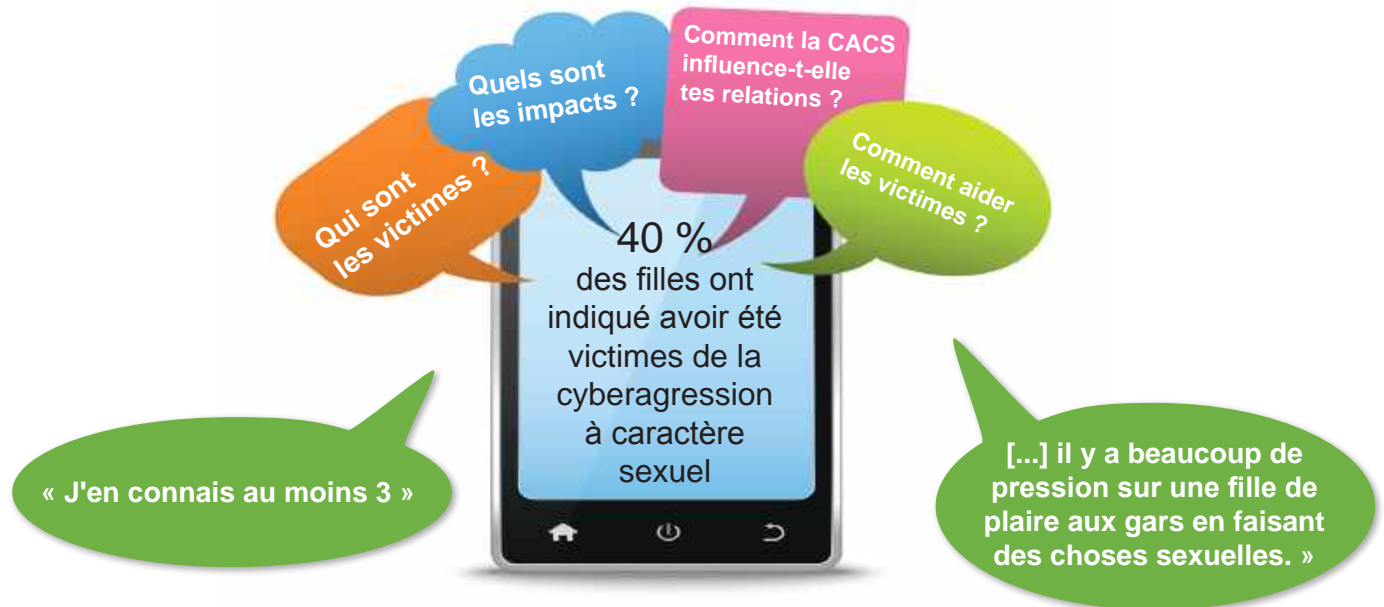 Qui sont
les victimes ?
Quels sont
les impacts ?
Comment la CACS
influence-t-elle
tes relations ?
Comment aider
les victimes ?
40 %
des filles ont
indiqué avoir été
victimes de la
cyberagression
à caractère
sexuel
« J'en connais au moins 3 »
[...] il y a beaucoup de
pression sur une fille de
plaire aux gars en faisant
des choses sexuelles. »